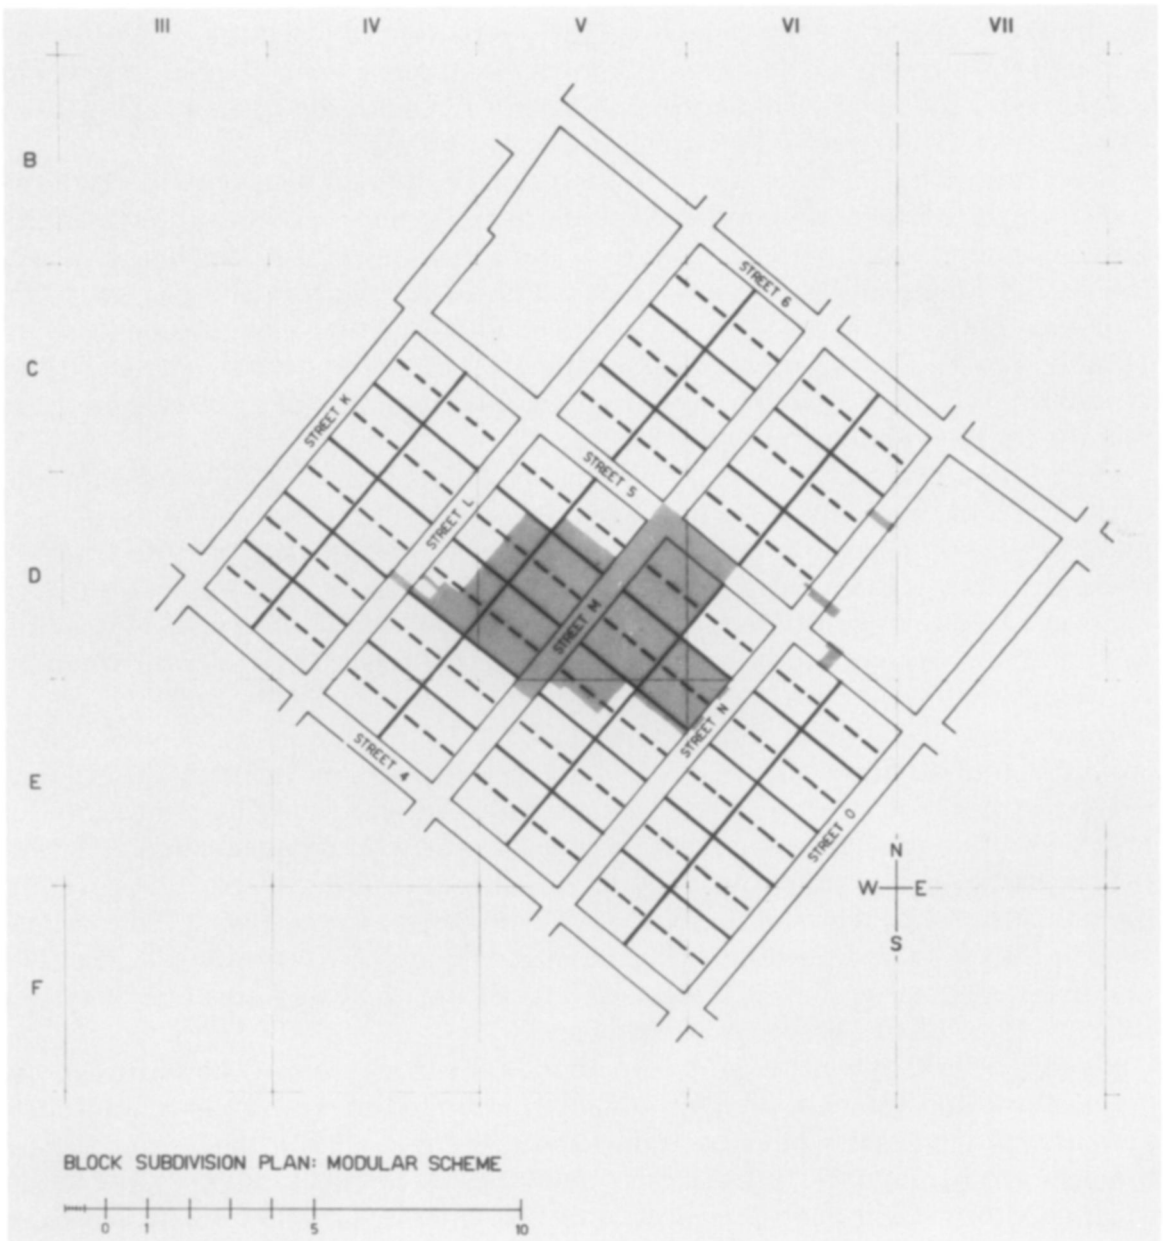 III IV V VI VII
B
C
D
E
F
STREET 6
STREET K
STREET 5
STREET L
STREET M
STREET N
STREET 4
STREET O
N
W E
S
BLOCK SUBDIVISION PLAN: MODULAR SCHEME
0 1 5 10